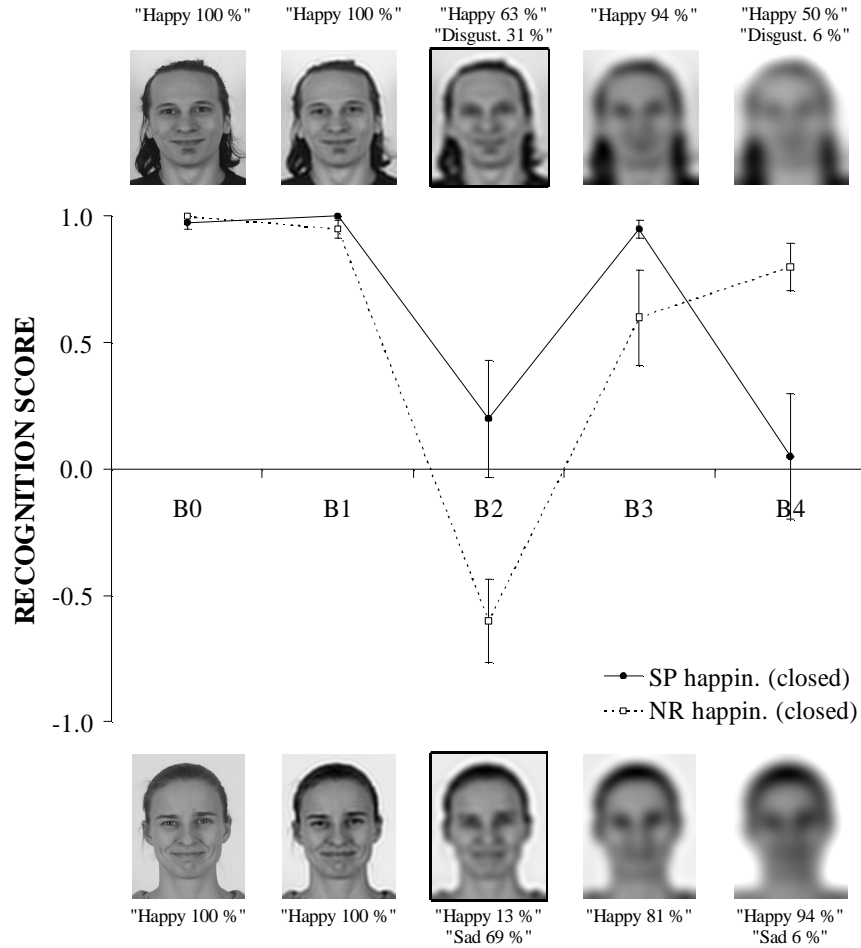 "Happy 100 %" "Happy 100 %" "Happy 63 %" "Happy 94 %" "Happy 50 %"
"Disgust. 31 %" "Disgust. 6 %"
1.0
0.5
0.0
-0.5
-1.0
RECOGNITION SCORE
B0 B1 B2 B3 B4
SP happin. (closed)
NR happin. (closed)
"Happy 100 %" "Happy 100 %" "Happy 13 %" "Happy 81 %" "Happy 94 %"
"Sad 69 %" "Sad 6 %"